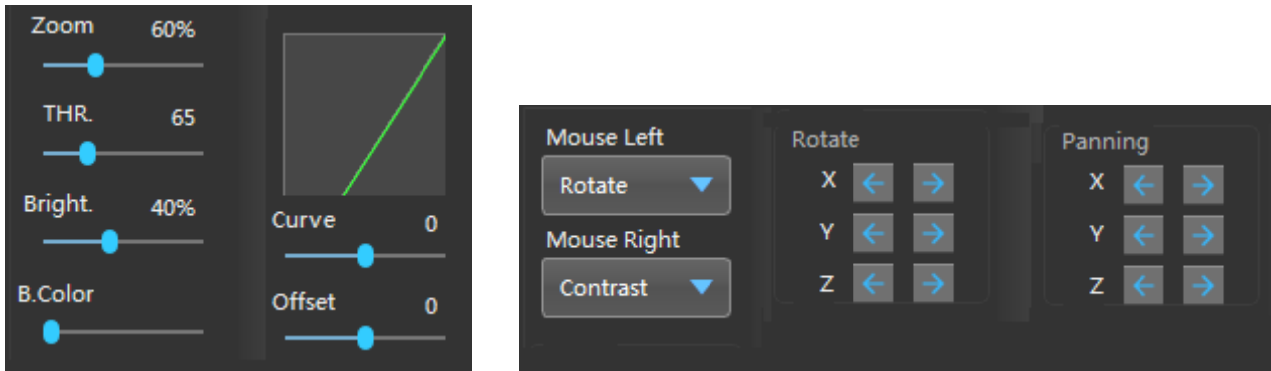 Zoom 60%
THR. 65
Bright. 40%
B.Color
Curve 0
Offset 0
Mouse Left
Rotate
Mouse Right
Contrast
Rotate
X
Y
Z
Panning
X
Y
Z